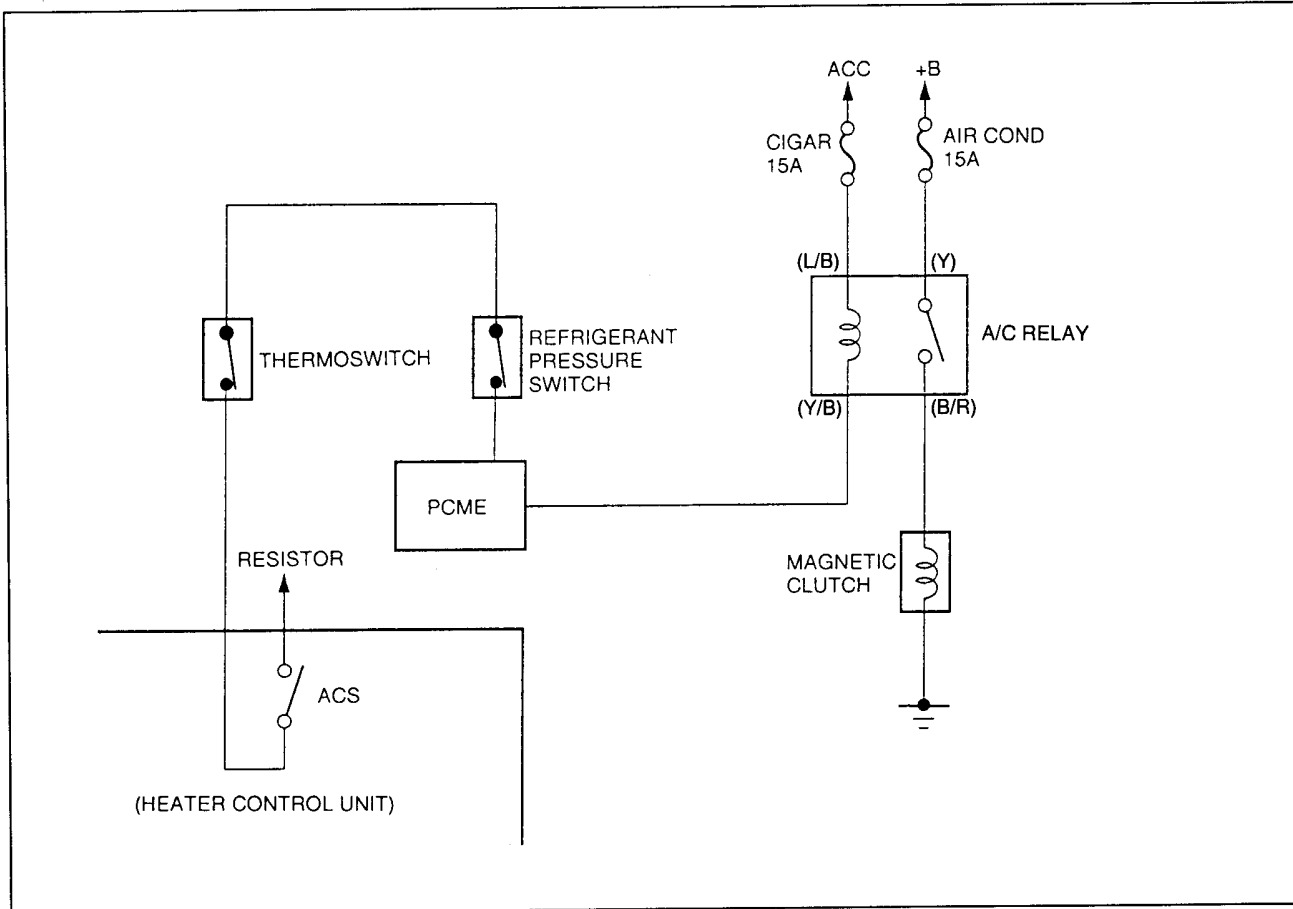 ACC
+B
CIGAR
15A
AIR COND
15A
(L/B)
(Y)
THERMOSWITCH
REFRIGERANT
PRESSURE
SWITCH
A/C RELAY
(Y/B)
(B/R)
PCME
RESISTOR
MAGNETIC
CLUTCH
ACS
(HEATER CONTROL UNIT)